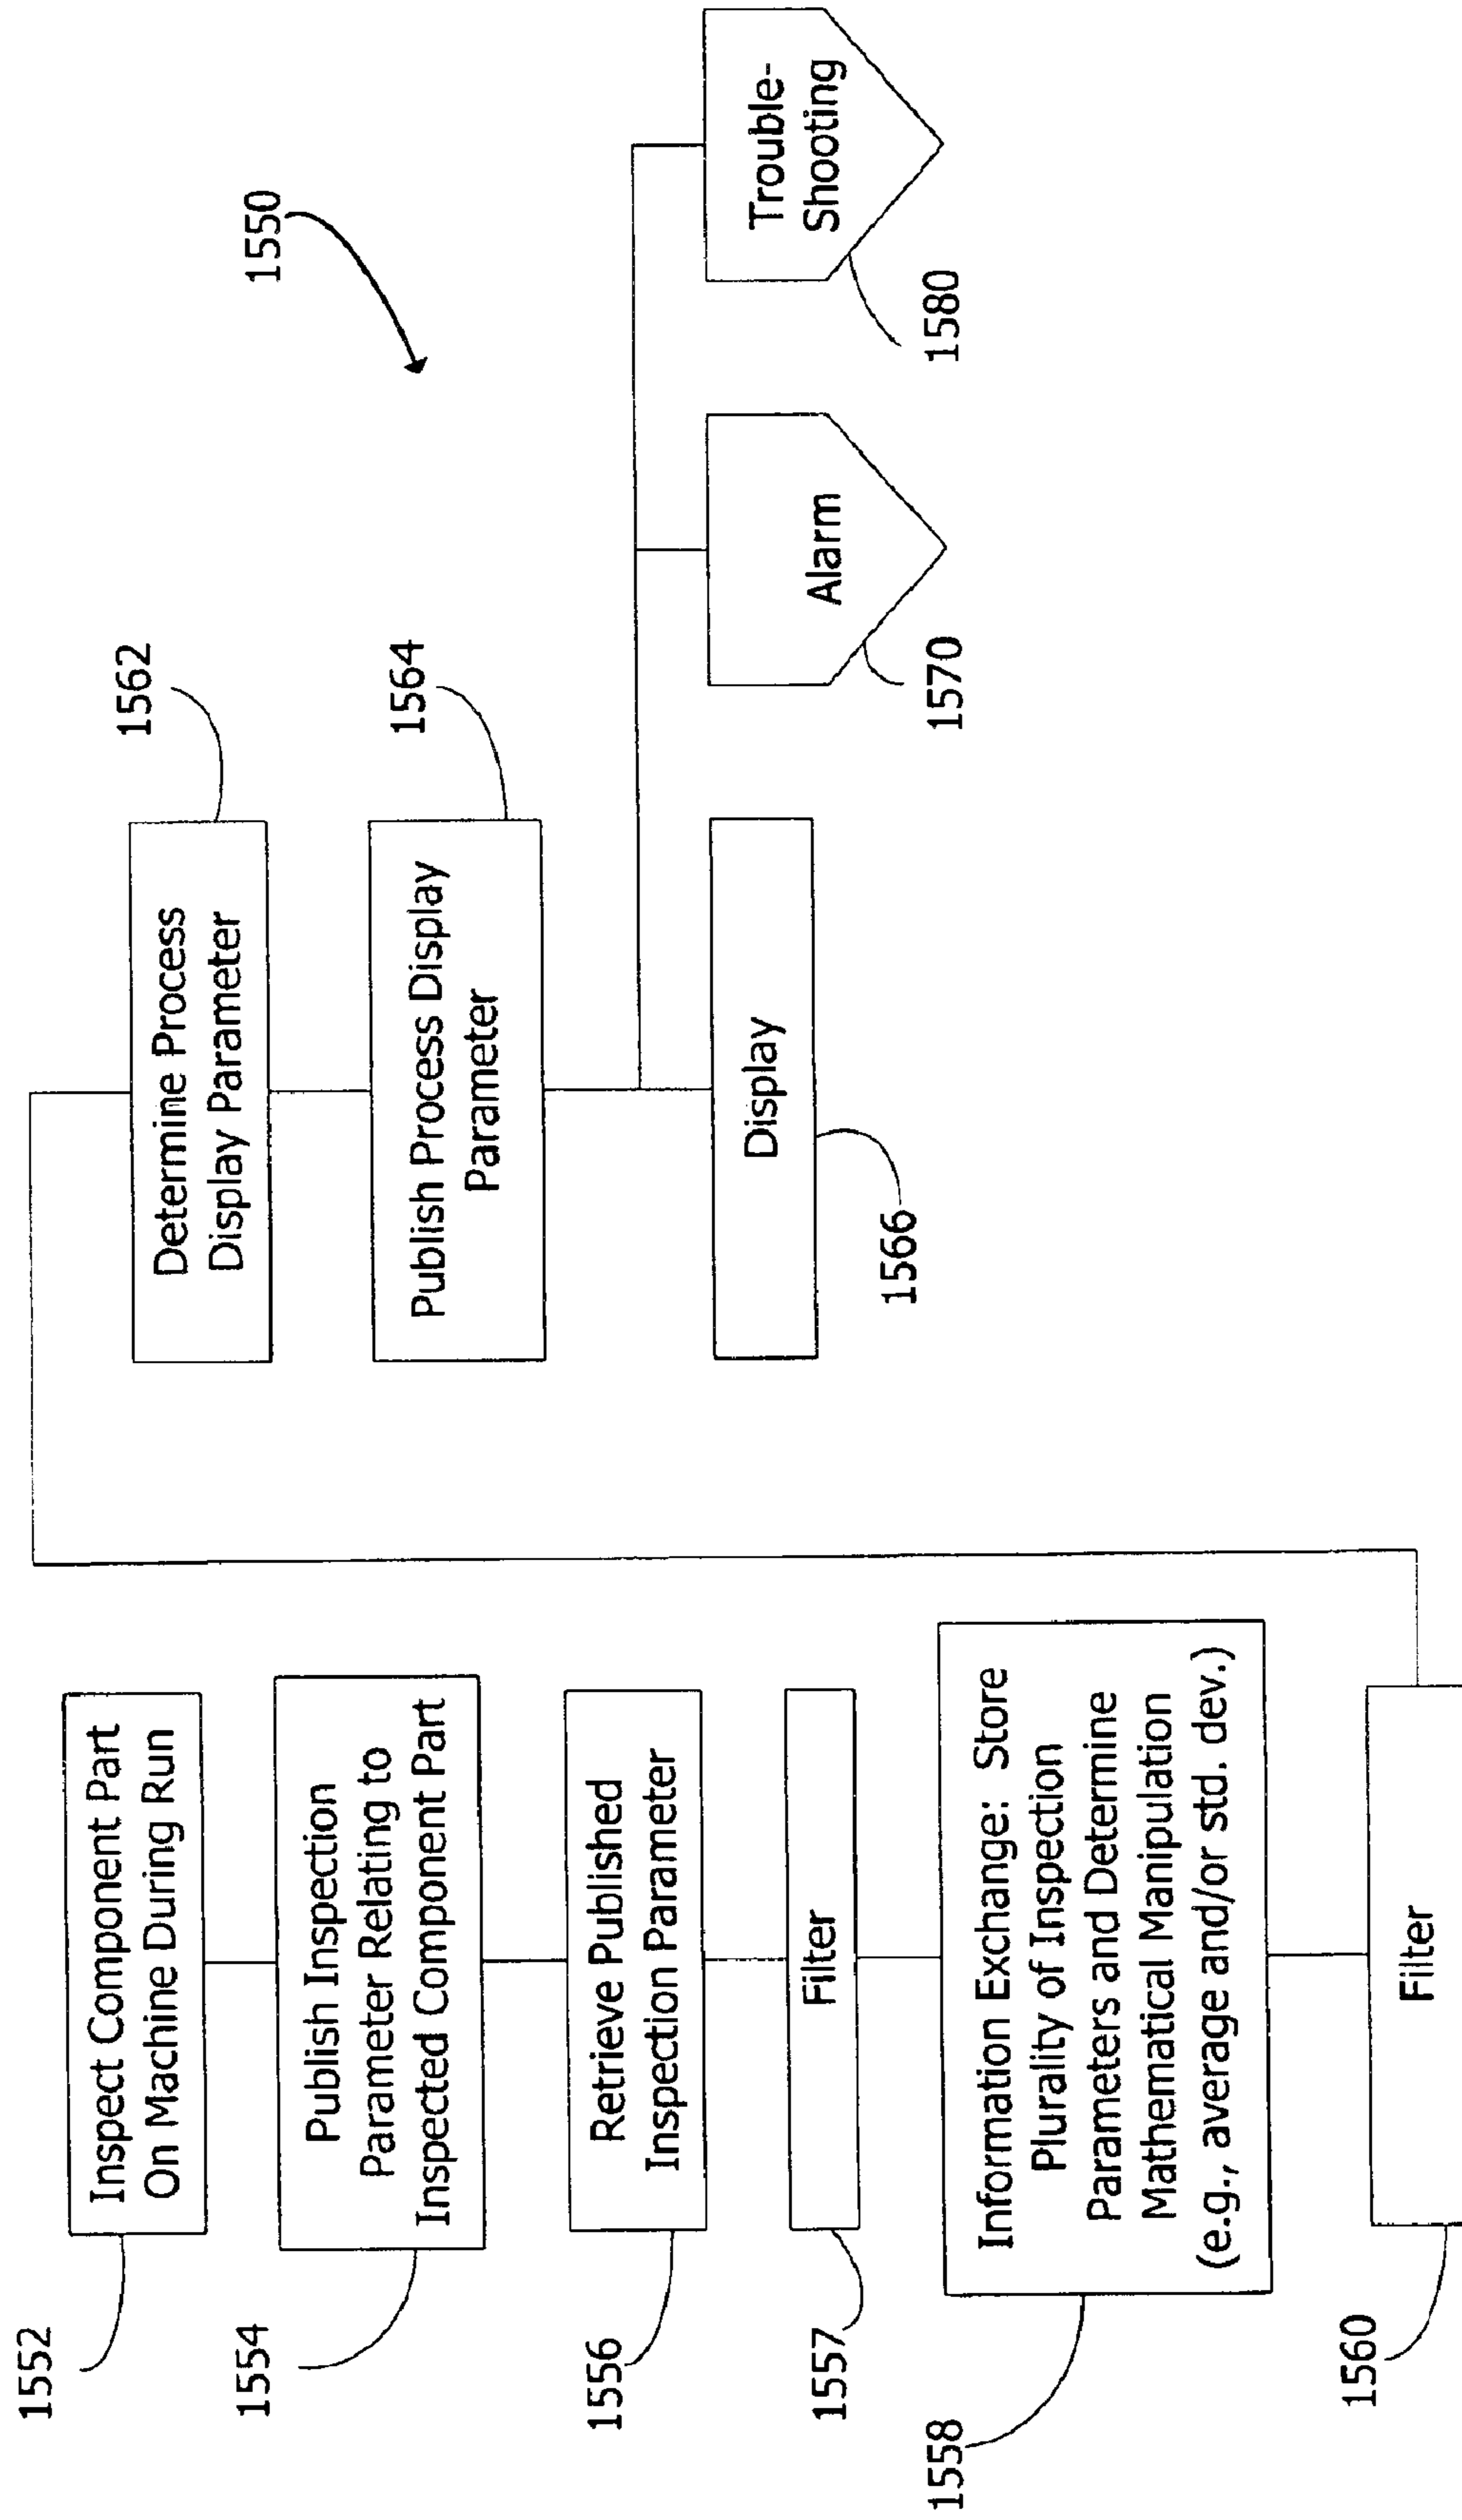 1550
1552
Inspect Component Part
On Machine During Run
1554
Publish Inspection
Parameter Relating to
Inspected Component Part
1556
Retrieve Published
Inspection Parameter
1557
Filter
1558
Information Exchange: Store
Plurality of Inspection
Parameters and Determine
Mathematical Manipulation
(e.g., average and/or std. dev.)
1560
Filter
1562
Determine Process
Display Parameter
1564
Publish Process Display
Parameter
1566
Display
1570
Alarm
1580
Trouble-
Shooting